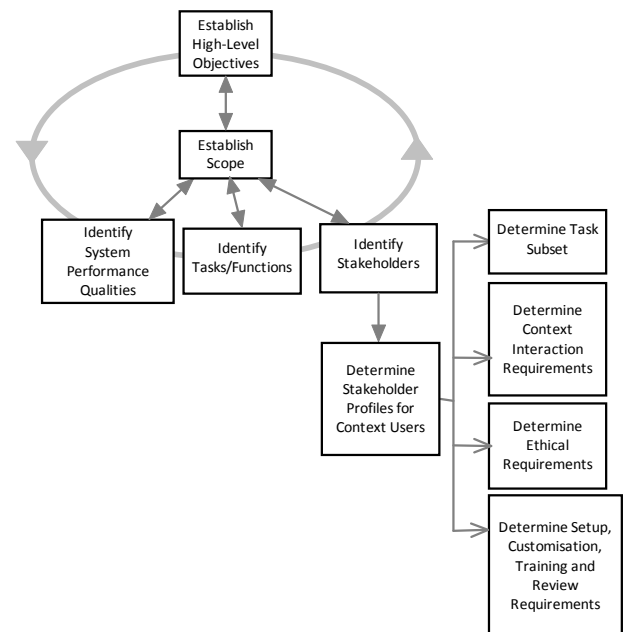 Establish
High-Level
Objectives
Establish
Scope
Identify
System
Performance
Qualities
Identify
Tasks/Functions
Identify
Stakeholders
Determine
Stakeholder
Profiles for
Context Users
Determine Task
Subset
Determine
Context
Interaction
Requirements
Determine
Ethical
Requirements
Determine Setup,
Customisation,
Training and
Review
Requirements